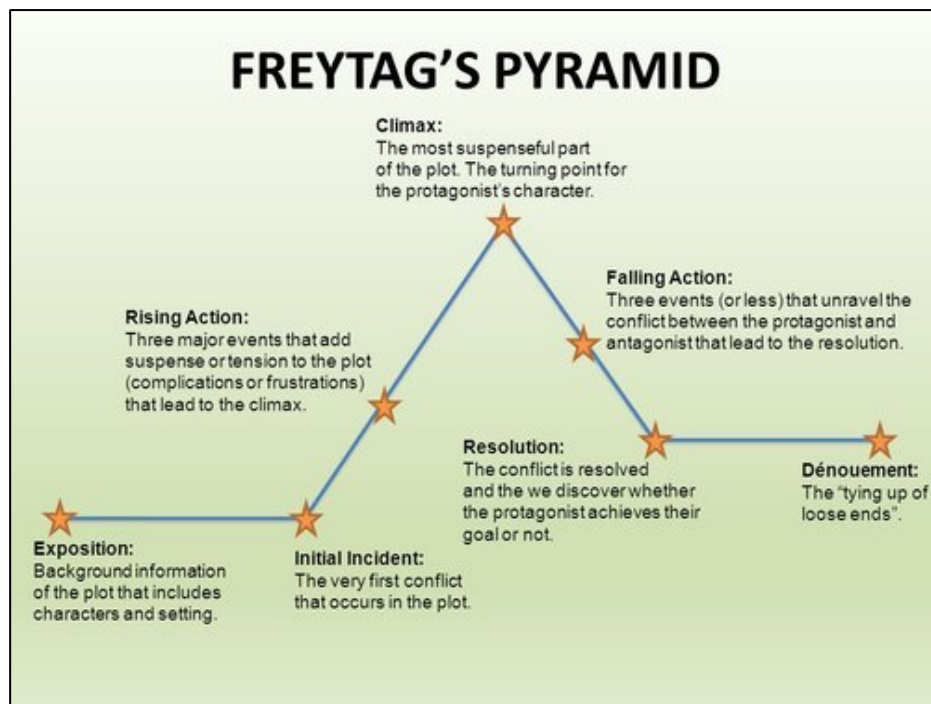 FREYTAG'S PYRAMID
Climax:
The most suspenseful part
of the plot. The turning point for
the protagonist's character.
Falling Action:
Three events (or less) that unravel the
conflict between the protagonist and
antagonist that lead to the resolution.
Rising Action:
Three major events that add
suspense or tension to the plot
(complications or frustrations)
that lead to the climax.
Resolution:
The conflict is resolved
and the we discover whether
the protagonist achieves their
goal or not.
Dénouement:
The “tying up of
loose ends”.
Exposition:
Background information
of the plot that includes
characters and setting.
Initial Incident:
The very first conflict
that occurs in the plot.